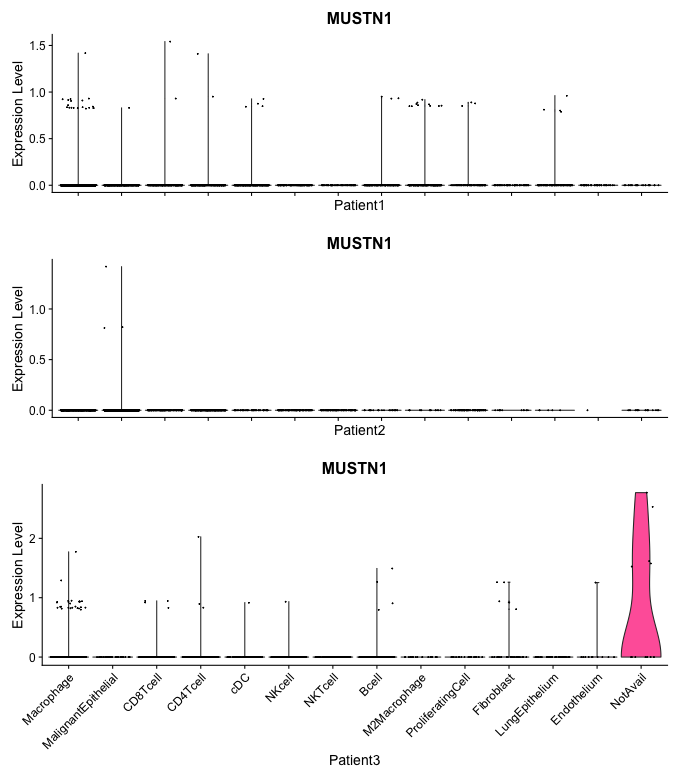 MUSTN1
Expression Level
1.5
1.0
0.5
0.0
Patient1
MUSTN1
Expression Level
1.0
0.5
0.0
Patient2
MUSTN1
Expression Level
2
1
0
Macrophage MalignantEpithelial CD8Tcell CD4Tcell cDC NKcell NKTcell Bcell M2Macrophage ProliferatingCell Fibroblast LungEpithelium Endothelium NotAvail
Patient3